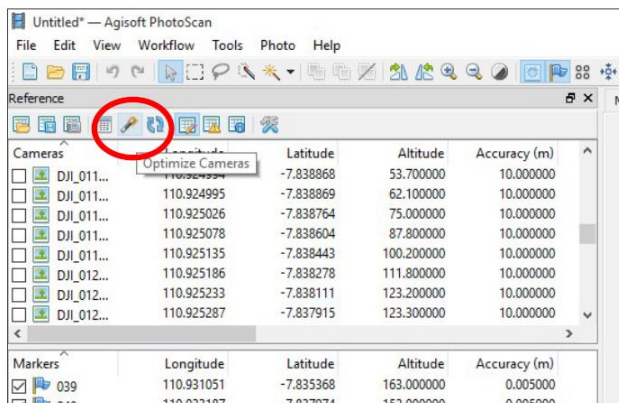 Untitled* — Agisoft PhotoScan
File Edit View Workflow Tools Photo Help
Reference
Cameras Longitude Latitude Altitude Accuracy (m)
Optimize Cameras
DJI_011... 110.924994 -7.838868 53.700000 10.000000
DJI_011... 110.924995 -7.838869 62.100000 10.000000
DJI_011... 110.925026 -7.838764 75.000000 10.000000
DJI_011... 110.925078 -7.838604 87.800000 10.000000
DJI_011... 110.925135 -7.838443 100.200000 10.000000
DJI_012... 110.925186 -7.838278 111.800000 10.000000
DJI_012... 110.925233 -7.838111 123.200000 10.000000
DJI_012... 110.925287 -7.837915 123.300000 10.000000
Markers Longitude Latitude Altitude Accuracy (m)
039 110.931051 -7.835368 163.000000 0.005000